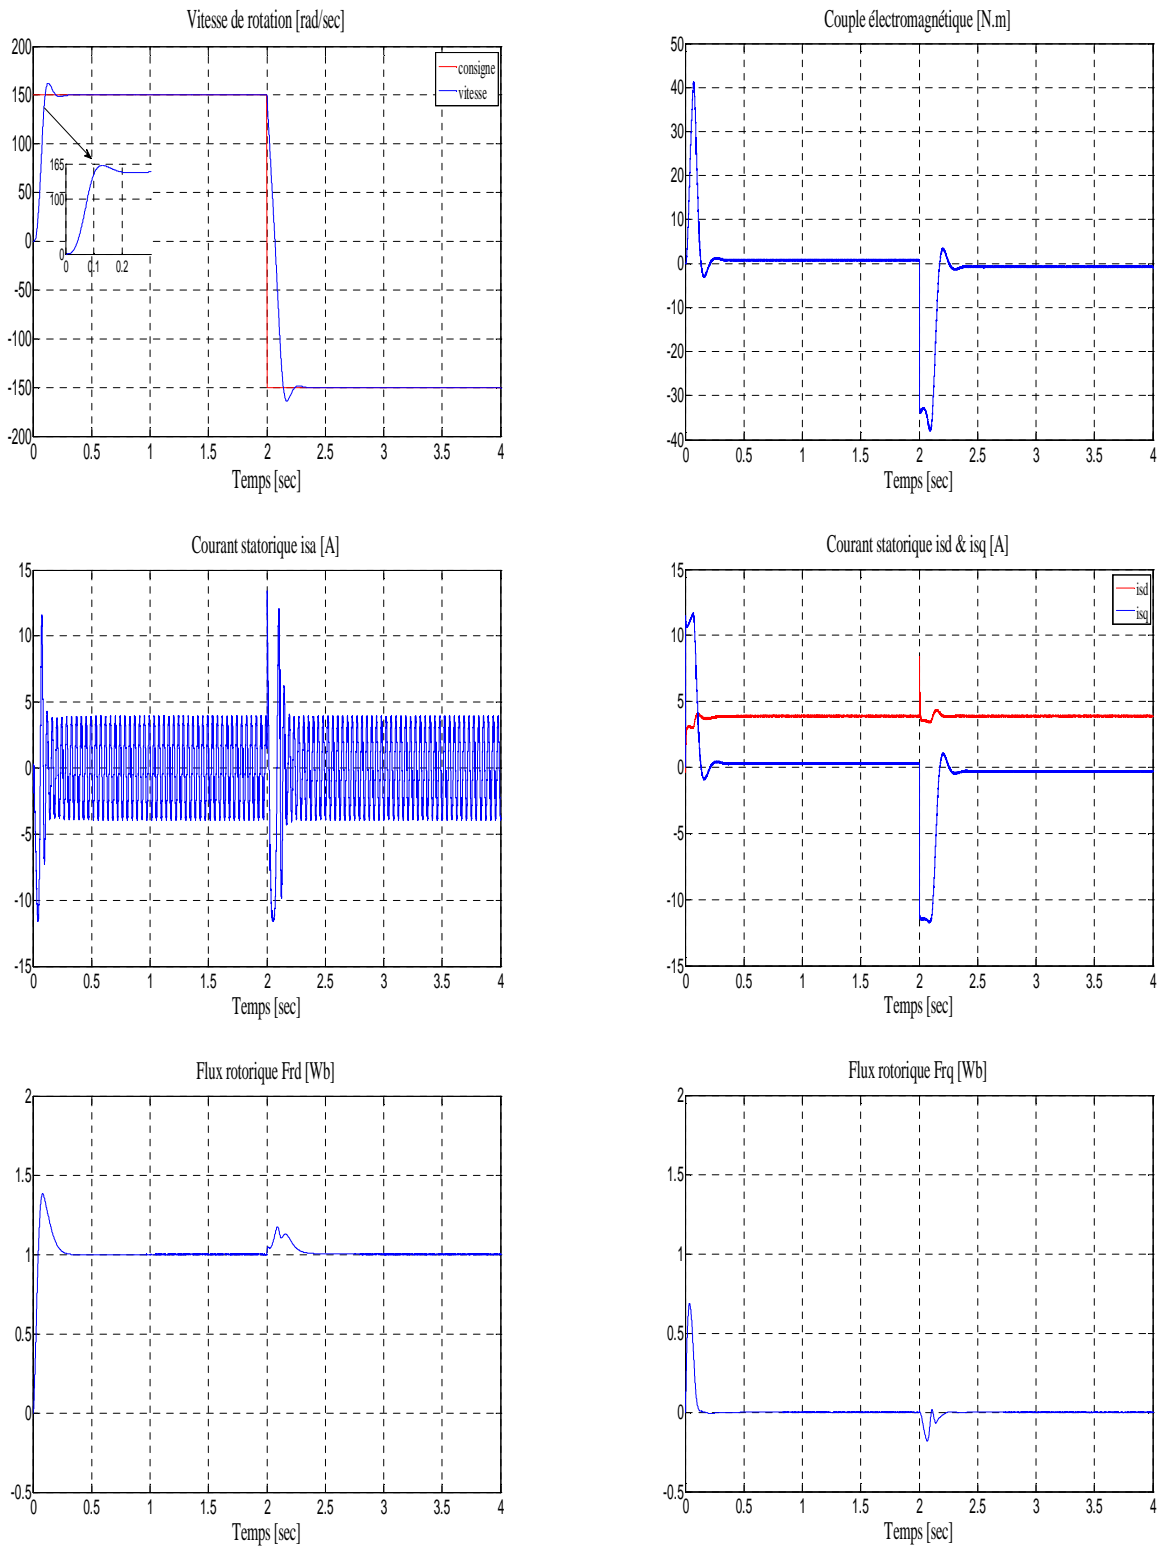 Vitesse de rotation [rad/sec]
200
150
100
50
0
-50
-100
-150
-200
consigne
vitesse
165
100
0
0 0.1 0.2
0 0.5 1 1.5 2 2.5 3 3.5 4
Temps [sec]
Couple électromagnétique [N.m]
50
40
30
20
10
0
-10
-20
-30
-40
0 0.5 1 1.5 2 2.5 3 3.5 4
Temps [sec]
Courant statorique isa [A]
15
10
5
0
-5
-10
-15
0 0.5 1 1.5 2 2.5 3 3.5 4
Temps [sec]
Courant statorique isd & isq [A]
15
10
5
0
-5
-10
-15
isd
isq
0 0.5 1 1.5 2 2.5 3 3.5 4
Temps [sec]
Flux rotorique Frd [Wb]
2
1.5
1
0.5
0
-0.5
0 0.5 1 1.5 2 2.5 3 3.5 4
Temps [sec]
Flux rotorique Frq [Wb]
2
1.5
1
0.5
0
-0.5
0 0.5 1 1.5 2 2.5 3 3.5 4
Temps [sec]